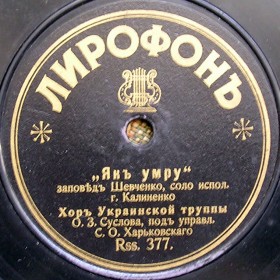 ЛИРОФОНЪ
„Якъ умру“
заповѣдъ Шевченко, соло испол.
г. Калиненко
Хоръ Украинской труппы
О. З. Суслова, подъ управл.
С. О. Харьковскаго
Rss. 377.